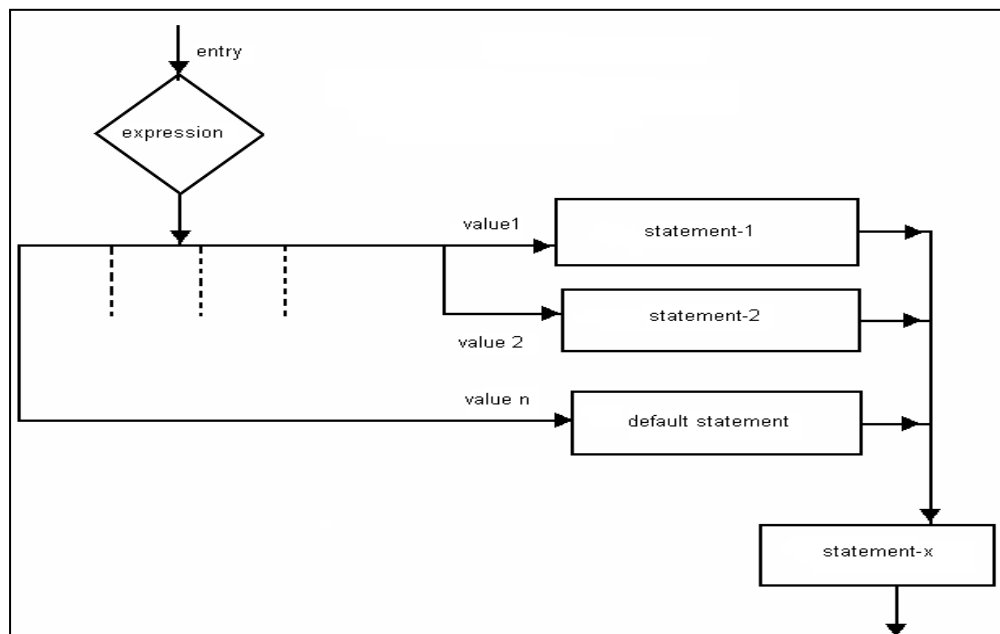 entry
expression
value1
statement-1
statement-2
value 2
value n
default statement
statement-x